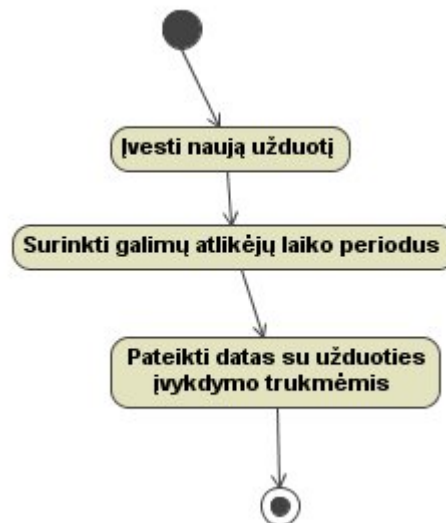 Įvesti naują užduotį
Surinkti galimų atlikėjų laiko periodus
Pateikti datas su užduoties
įvykdymo trukmėmis